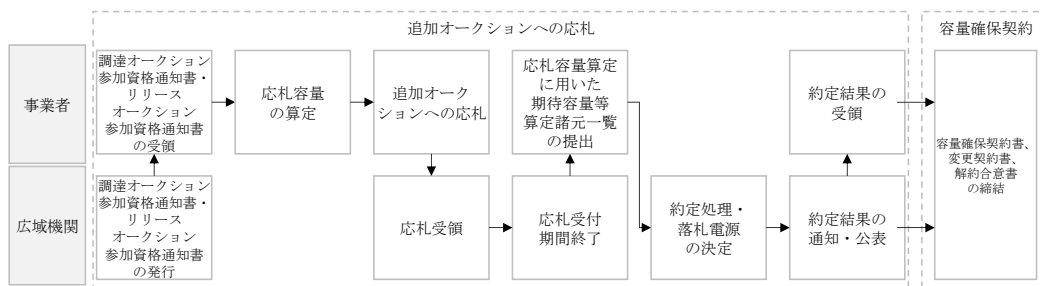 追加オークションへの応札
容量確保契約
事業者
調達オークション
参加資格通知書・
リリース
オークション
参加資格通知書
の受領
応札容量
の算定
追加オーク
ションへの応札
応札容量算定
に用いた
期待容量等
算定諸元一覧
の提出
約定結果の
受領
容量確保契約書、
変更契約書、
解約合意書
の締結
広域機関
調達オークション
参加資格通知書・
リリース
オークション
参加資格通知書
の発行
応札受領
応札受付
期間終了
約定処理・
落札電源
の決定
約定結果の
通知・公表